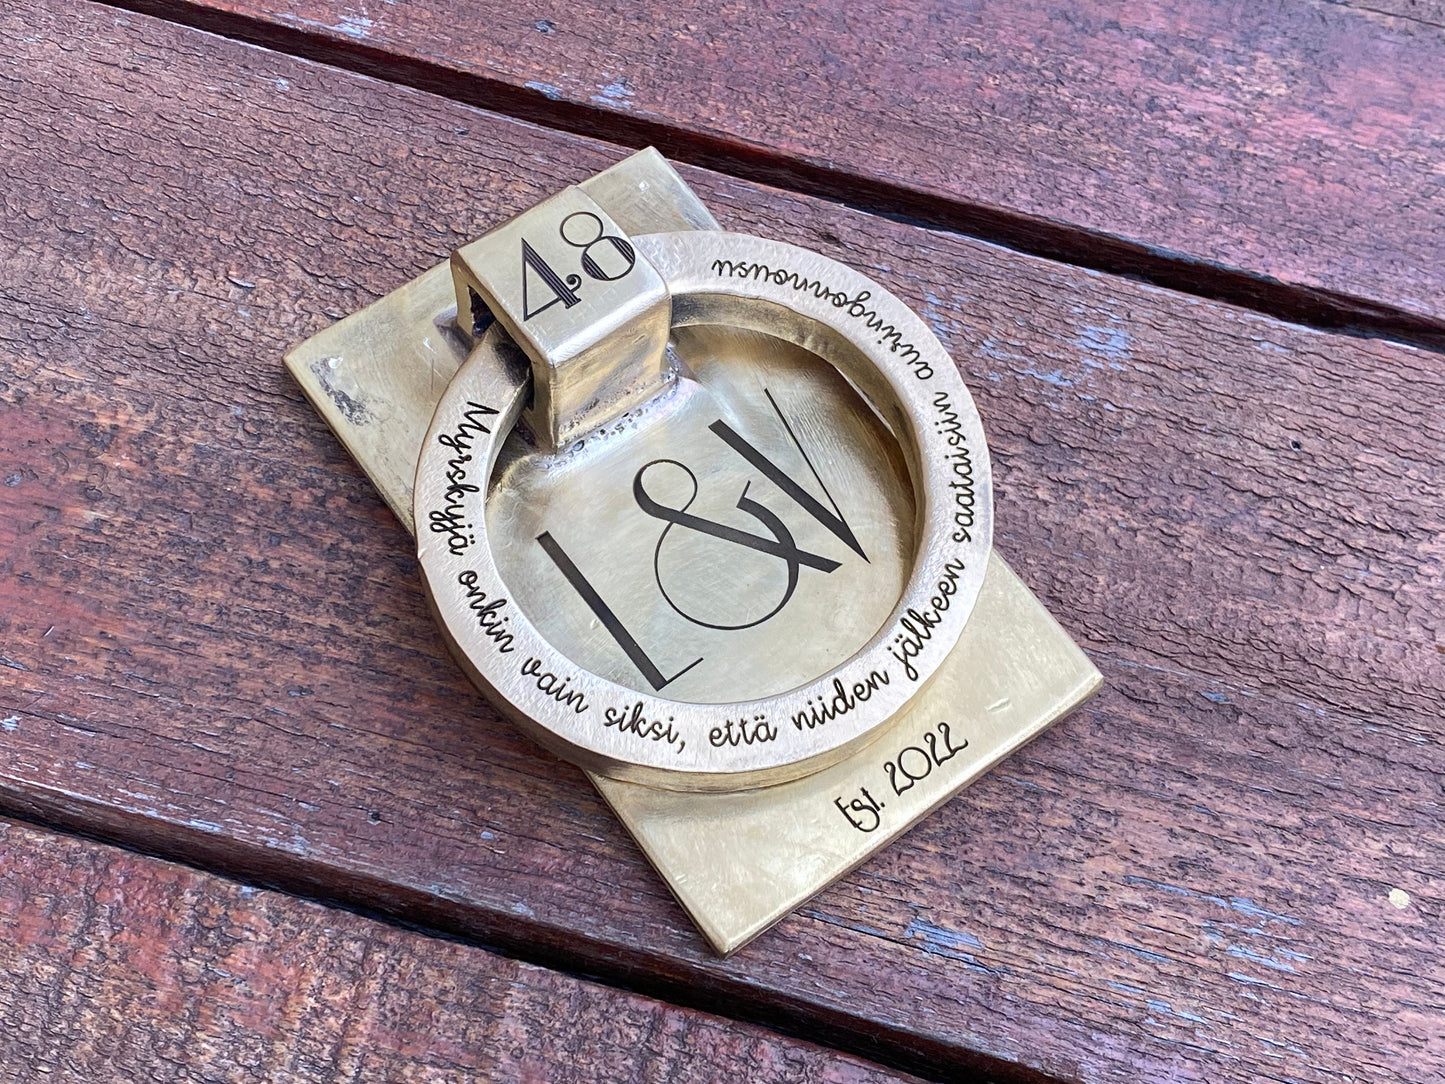 48
L&V
Myrskyjä onkin vain siksi, että niiden jälkeen saataisiin auringonnousu
Est. 2022